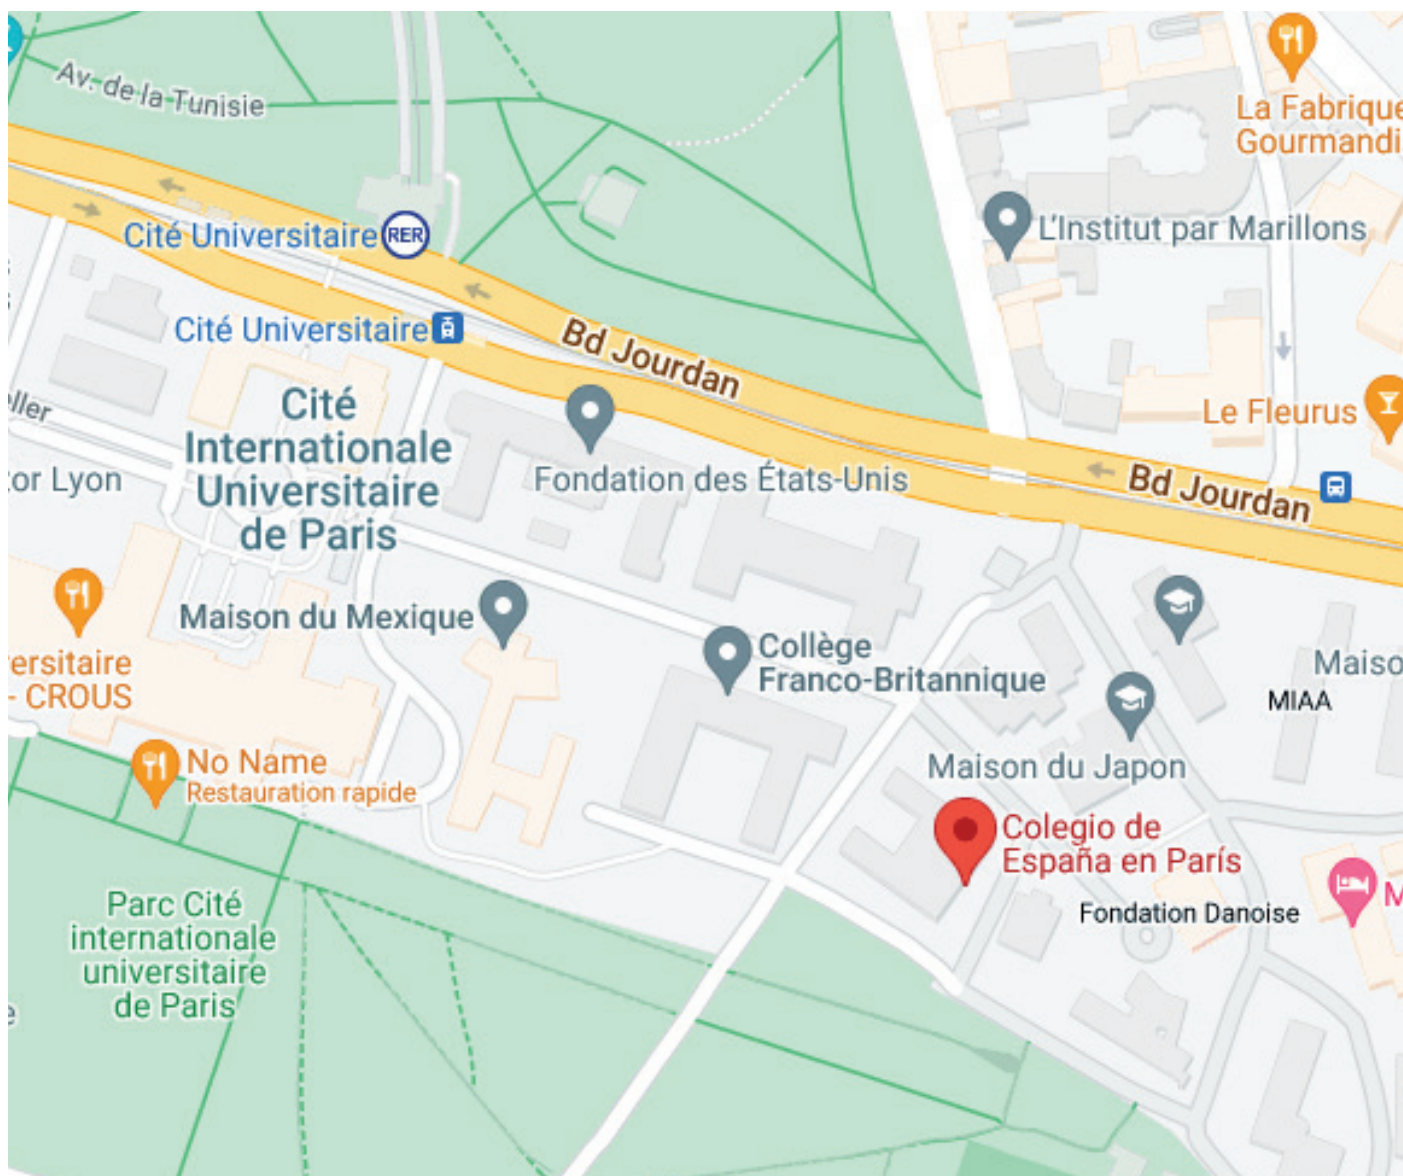 La Fabrique
Gourmandi
Av. de la Tunisie
L'Institut par Marillons
Cité Universitaire RER
Cité Universitaire
Bd Jourdan
Cité
Internationale
Universitaire
de Paris
Le Fleurus
eller
or Lyon
Fondation des États-Unis
Bd Jourdan
Maison du Mexique
Collège
Franco-Britannique
ersitaire
- CROUS
Maiso
MIAA
No Name
Restauration rapide
Maison du Japon
Colegio de
España en París
M
Fondation Danoise
Parc Cité
internationale
universitaire
de Paris